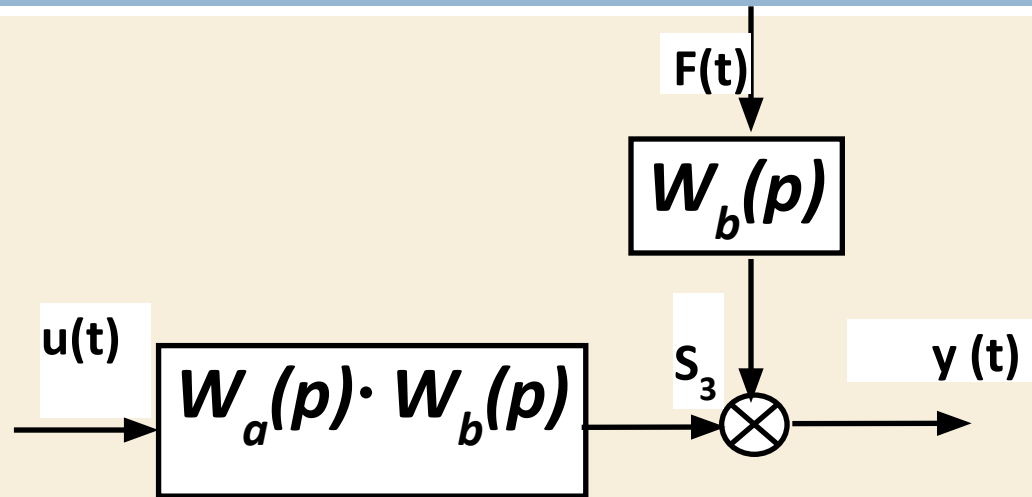 F(t)
W_b(p)
u(t)
W_a(p)· W_b(p)
S_3
y (t)